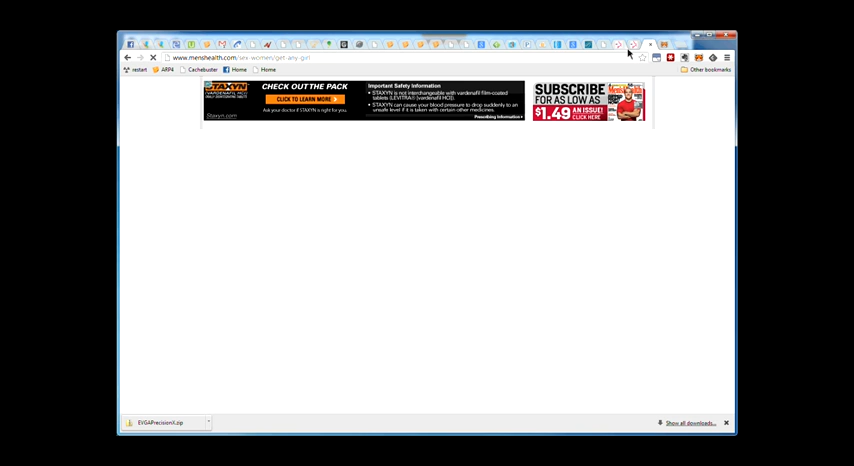 www.menshealth.com/sex-women/get-any-girl
restart ARP4 Cachebuster Home Home Other bookmarks
STAXYN
Staxyn.com
CHECK OUT THE PACK
CLICK TO LEARN MORE
Ask your doctor if STAXYN is right for you.
Important Safety Information
• STAXYN is not interchangeable with vardenafil film-coated
tablets (LEVITRA® (vardenafil HCl)).
• STAXYN can cause your blood pressure to drop suddenly to an
unsafe level if it is taken with certain other medicines.
Prescribing Information
SUBSCRIBE
FOR AS LOW AS
$1.49 AN ISSUE!
CLICK HERE
EVGAPrecisionX.zip
Show all downloads...